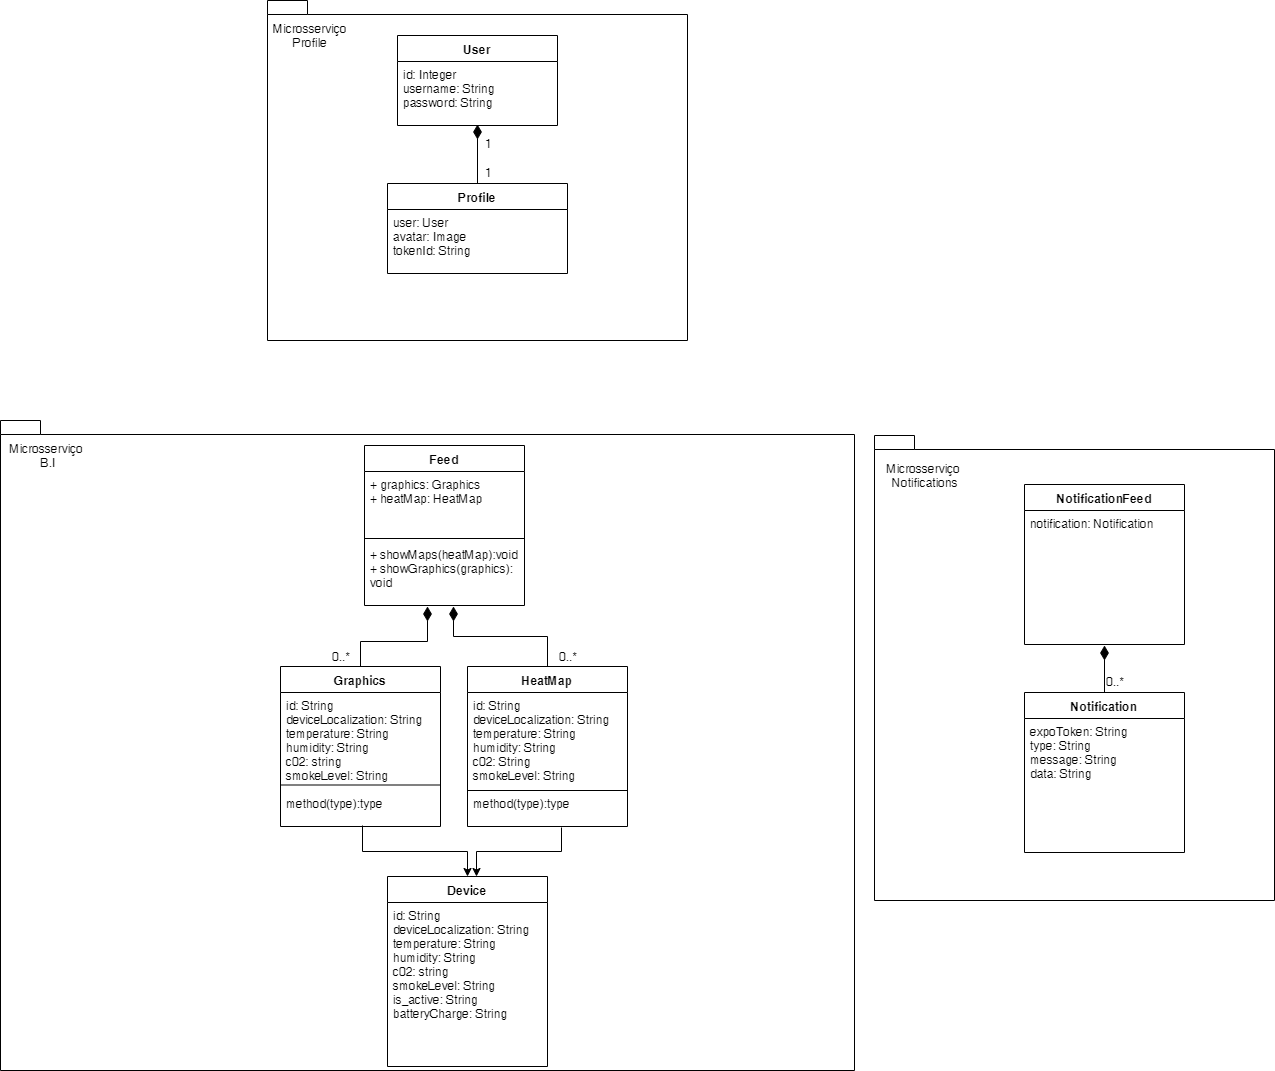 Microsserviço
Profile
User
id: Integer
username: String
password: String
1
1
Profile
user: User
avatar: Image
tokenId: String
Microsserviço
B.I
Feed
+ graphics: Graphics
+ heatMap: HeatMap
+ showMaps(heatMap):void
+ showGraphics(graphics):
void
0..*
0..*
Graphics
id: String
deviceLocalization: String
temperature: String
humidity: String
c02: string
smokeLevel: String
method(type):type
HeatMap
id: String
deviceLocalization: String
temperature: String
humidity: String
c02: String
smokeLevel: String
method(type):type
Device
id: String
deviceLocalization: String
temperature: String
humidity: String
c02: string
smokeLevel: String
is_active: String
batteryCharge: String
Microsserviço
Notifications
NotificationFeed
notification: Notification
0..*
Notification
expoToken: String
type: String
message: String
data: String